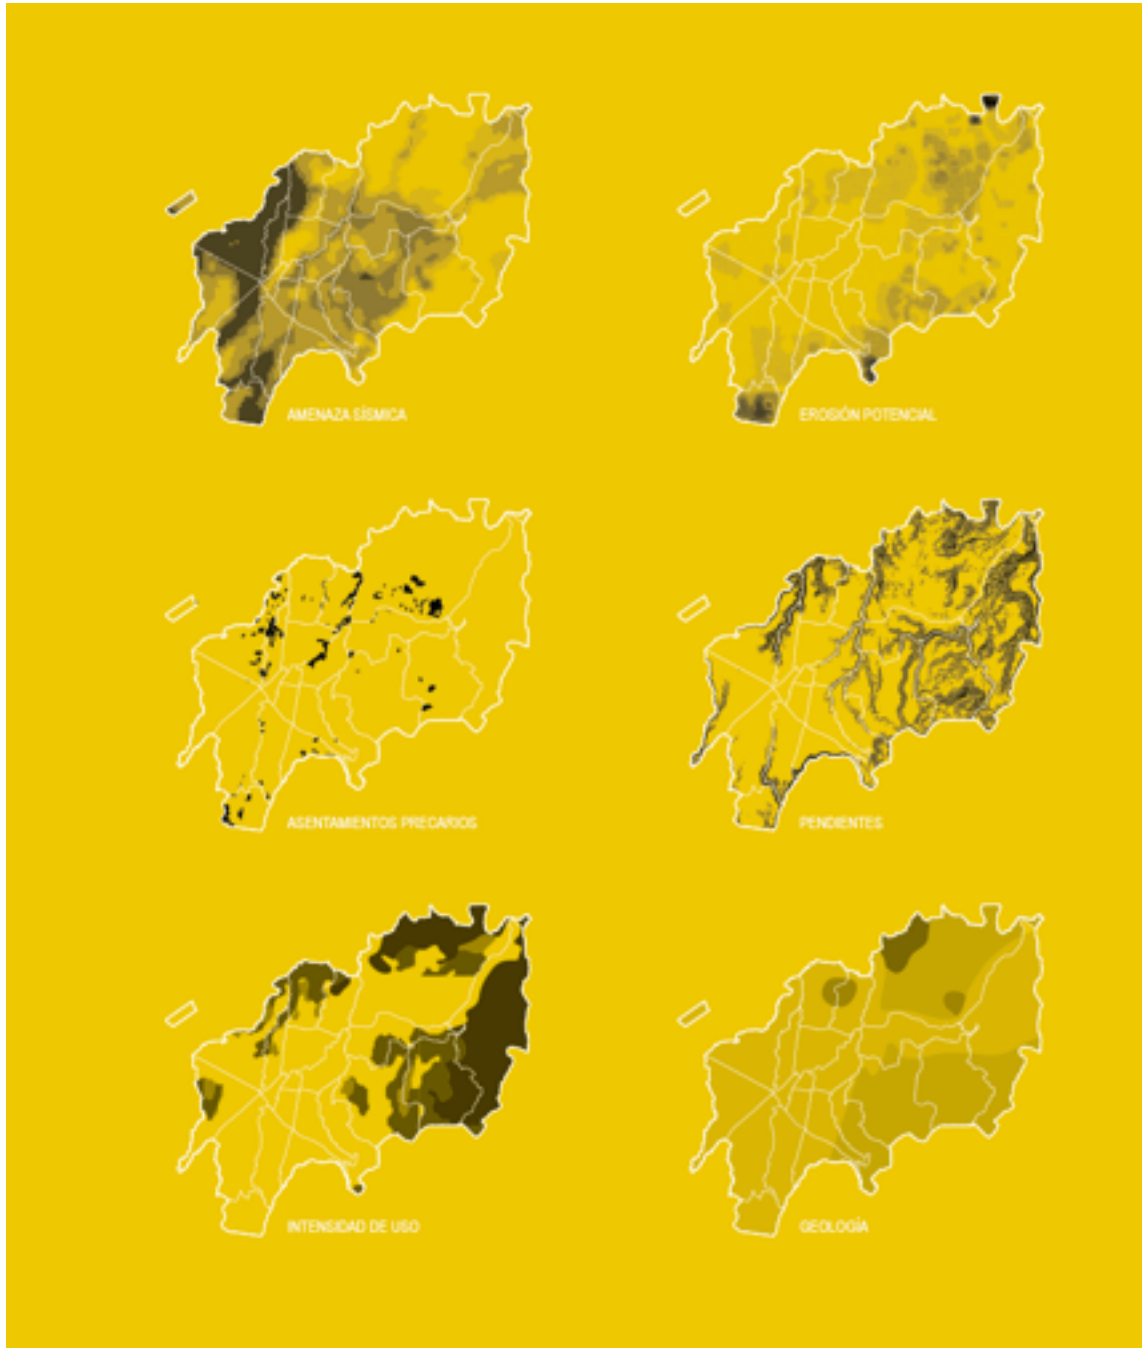 AMENAZA SÍSMICA
EROSIÓN POTENCIAL
ASENTAMIENTOS PRECARIOS
PENDIENTES
INTENSIDAD DE USO
GEOLOGÍA